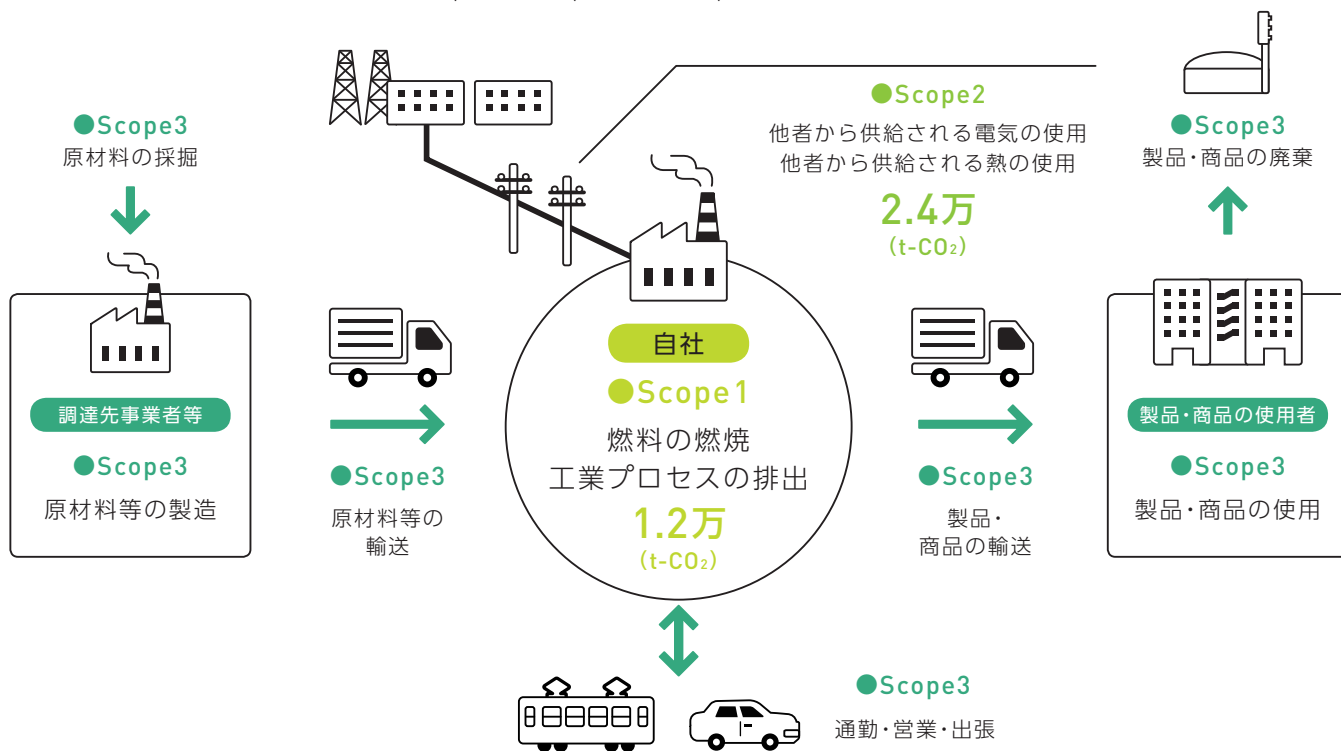 ●Scope3
原材料の採掘
調達先事業者等
●Scope3
原材料等の製造
●Scope3
原材料等の
輸送
自社
●Scope1
燃料の燃焼
工業プロセスの排出
1.2万
(t-CO₂)
●Scope2
他者から供給される電気の使用
他者から供給される熱の使用
2.4万
(t-CO₂)
●Scope3
製品・
商品の輸送
●Scope3
製品・商品の廃棄
製品・商品の使用者
●Scope3
製品・商品の使用
●Scope3
通勤・営業・出張